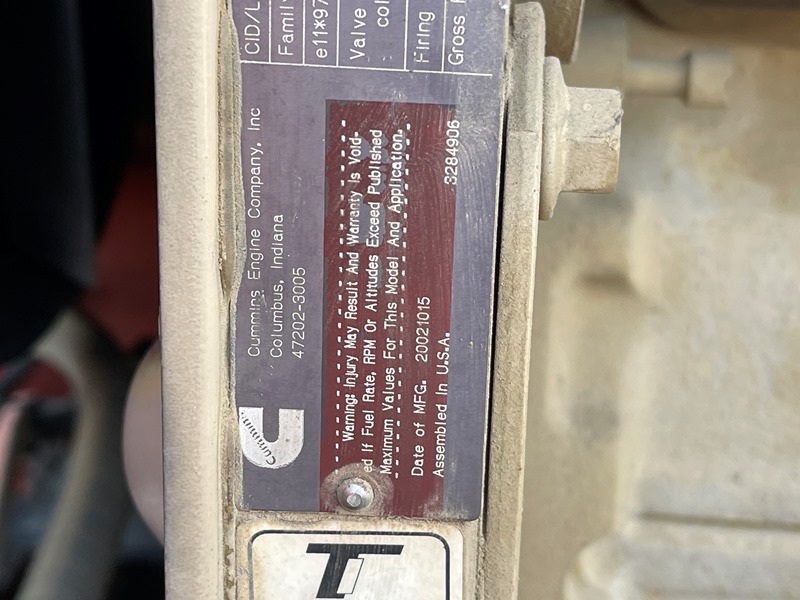 CID/L
Family
e11*97
Valve
col
Firing
Gross
Cummins Engine Company, Inc
Columbus, Indiana
47202-3005
Cummins
Warning: Injury May Result And Warranty Is Void-
ed If Fuel Rate, RPM Or Altitudes Exceed Published
Maximum Values For This Model And Application.
3284906
Date of MFG. 20021015
Assembled In U.S.A.